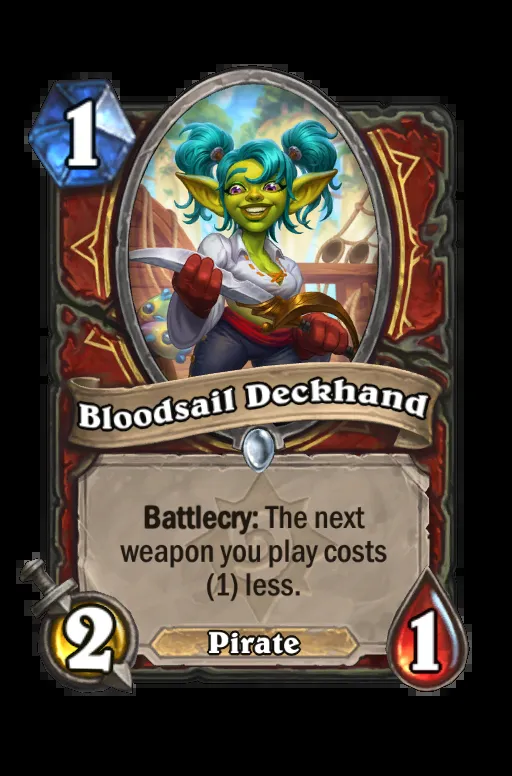 1
Bloodsail Deckhand
Battlecry: The next
weapon you play costs
(1) less.
2
Pirate
1